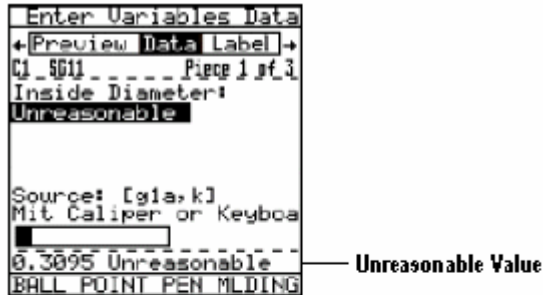 Enter Variables Data
←Preview Data Label→
C1_SG11 Piece 1 of 3
Inside Diameter:
Unreasonable
Source: [g1a,k]
Mit Caliper or Keyboa
0.3095 Unreasonable
Unreasonable Value
BALL POINT PEN MLDING